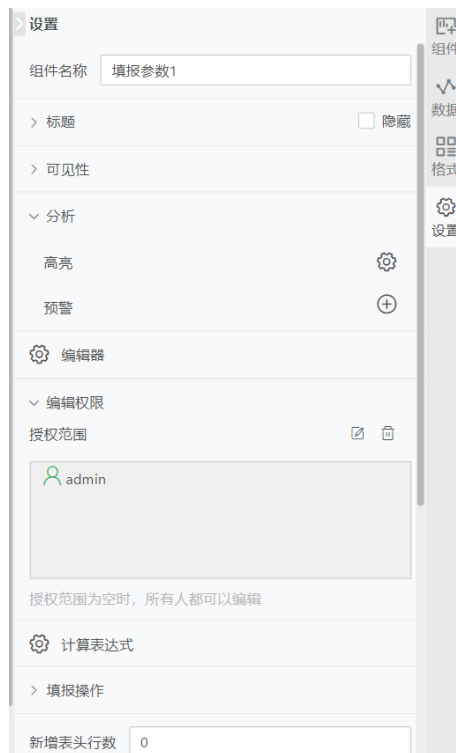 设置
组件名称 填报参数1
标题 隐藏
可见性
分析
高亮
预警
编辑器
编辑权限
授权范围
admin
授权范围为空时，所有人都可以编辑
计算表达式
填报操作
新增表头行数 0
组件
数据
格式
设置